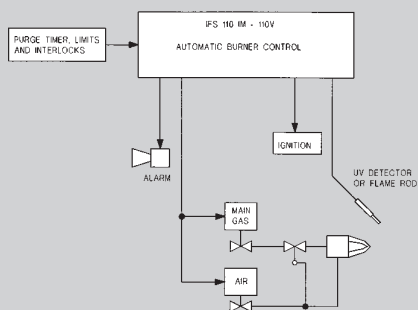 IFS 110 IM - 110V
AUTOMATIC BURNER CONTROL
PURGE TIMER, LIMITS
AND INTERLOCKS
ALARM
IGNITION
UV DETECTOR
OR FLAME ROD
MAIN
GAS
AIR